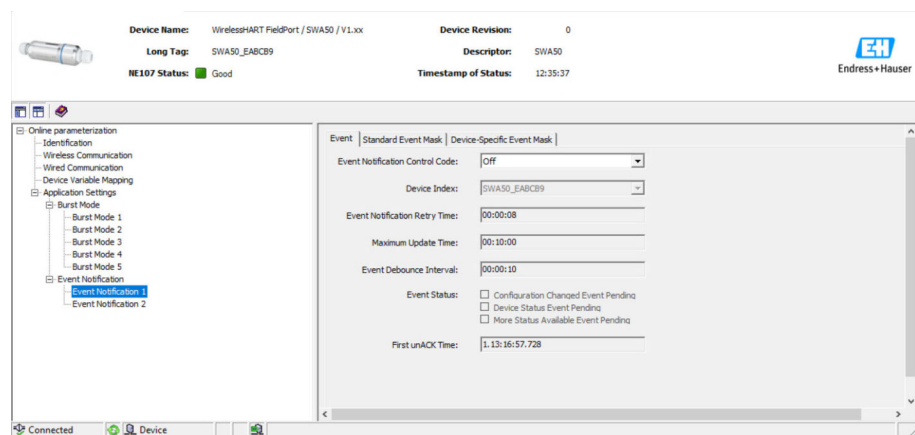 Device Name: WirelessHART FieldPort / SWA50 / V1.xx Device Revision: 0
Long Tag: SWA50_EABCB9 Descriptor: SWA50
NE107 Status: Good Timestamp of Status: 12:35:37
EH
Endress+Hauser
Online parameterization
Identification
Wireless Communication
Wired Communication
Device Variable Mapping
Application Settings
Burst Mode
Burst Mode 1
Burst Mode 2
Burst Mode 3
Burst Mode 4
Burst Mode 5
Event Notification
Event Notification 1
Event Notification 2
Event Standard Event Mask Device-Specific Event Mask
Event Notification Control Code: Off
Device Index: SWA50_EABCB9
Event Notification Retry Time: 00:00:08
Maximum Update Time: 00:10:00
Event Debounce Interval: 00:00:10
Event Status: Configuration Changed Event Pending
Device Status Event Pending
More Status Available Event Pending
First unACK Time: 1.13:16:57.728
Connected Device